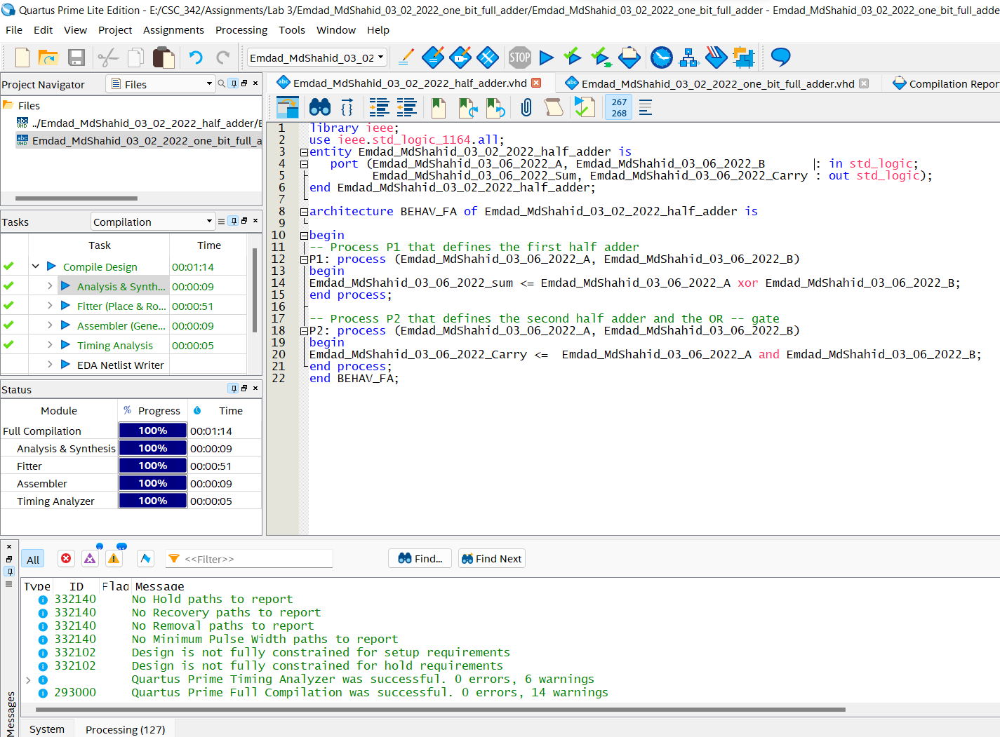 Quartus Prime Lite Edition - E:/CSC_342/Assignments/Lab 3/Emdad_MdShahid_03_02_2022_one_bit_full_adder/Emdad_MdShahid_03_02_2022_one_bit_full_adder - Emdad_MdShahid_03_02_2022_one_bit_full_adde
File Edit View Project Assignments Processing Tools Window Help
Emdad_MdShahid_03_02
STOP
Project Navigator
Files
Emdad_MdShahid_03_02_2022_half_adder.vhd
Emdad_MdShahid_03_02_2022_one_bit_full_adder.vhd
Compilation Repor
267
268
Files
../Emdad_MdShahid_03_02_2022_half_adder/E
Emdad_MdShahid_03_02_2022_one_bit_full_a
Tasks
Compilation
Task Time
Compile Design 00:01:14
Analysis & Synth... 00:00:09
Fitter (Place & Ro... 00:00:51
Assembler (Gene... 00:00:09
Timing Analysis 00:00:05
EDA Netlist Writer
Status
Module % Progress Time
Full Compilation 100% 00:01:14
Analysis & Synthesis 100% 00:00:09
Fitter 100% 00:00:51
Assembler 100% 00:00:09
Timing Analyzer 100% 00:00:05
1 library ieee;
2 use ieee.std_logic_1164.all;
3 entity Emdad_MdShahid_03_02_2022_half_adder is
4 port (Emdad_MdShahid_03_06_2022_A, Emdad_MdShahid_03_06_2022_B : in std_logic;
5 Emdad_MdShahid_03_06_2022_Sum, Emdad_MdShahid_03_06_2022_Carry : out std_logic);
6 end Emdad_MdShahid_03_02_2022_half_adder;
7
8 architecture BEHAV_FA of Emdad_MdShahid_03_02_2022_half_adder is
9
10 begin
11 -- Process P1 that defines the first half adder
12 P1: process (Emdad_MdShahid_03_06_2022_A, Emdad_MdShahid_03_06_2022_B)
13 begin
14 Emdad_MdShahid_03_06_2022_sum <= Emdad_MdShahid_03_06_2022_A xor Emdad_MdShahid_03_06_2022_B;
15 end process;
16
17 -- Process P2 that defines the second half adder and the OR -- gate
18 P2: process (Emdad_MdShahid_03_06_2022_A, Emdad_MdShahid_03_06_2022_B)
19 begin
20 Emdad_MdShahid_03_06_2022_Carry <= Emdad_MdShahid_03_06_2022_A and Emdad_MdShahid_03_06_2022_B;
21 end process;
22 end BEHAV_FA;
All
<<Filter>>
Find...
Find Next
Type ID Flag Message
332140 No Hold paths to report
332140 No Recovery paths to report
332140 No Removal paths to report
332140 No Minimum Pulse Width paths to report
332102 Design is not fully constrained for setup requirements
332102 Design is not fully constrained for hold requirements
Quartus Prime Timing Analyzer was successful. 0 errors, 6 warnings
293000 Quartus Prime Full Compilation was successful. 0 errors, 14 warnings
Messages
System Processing (127)